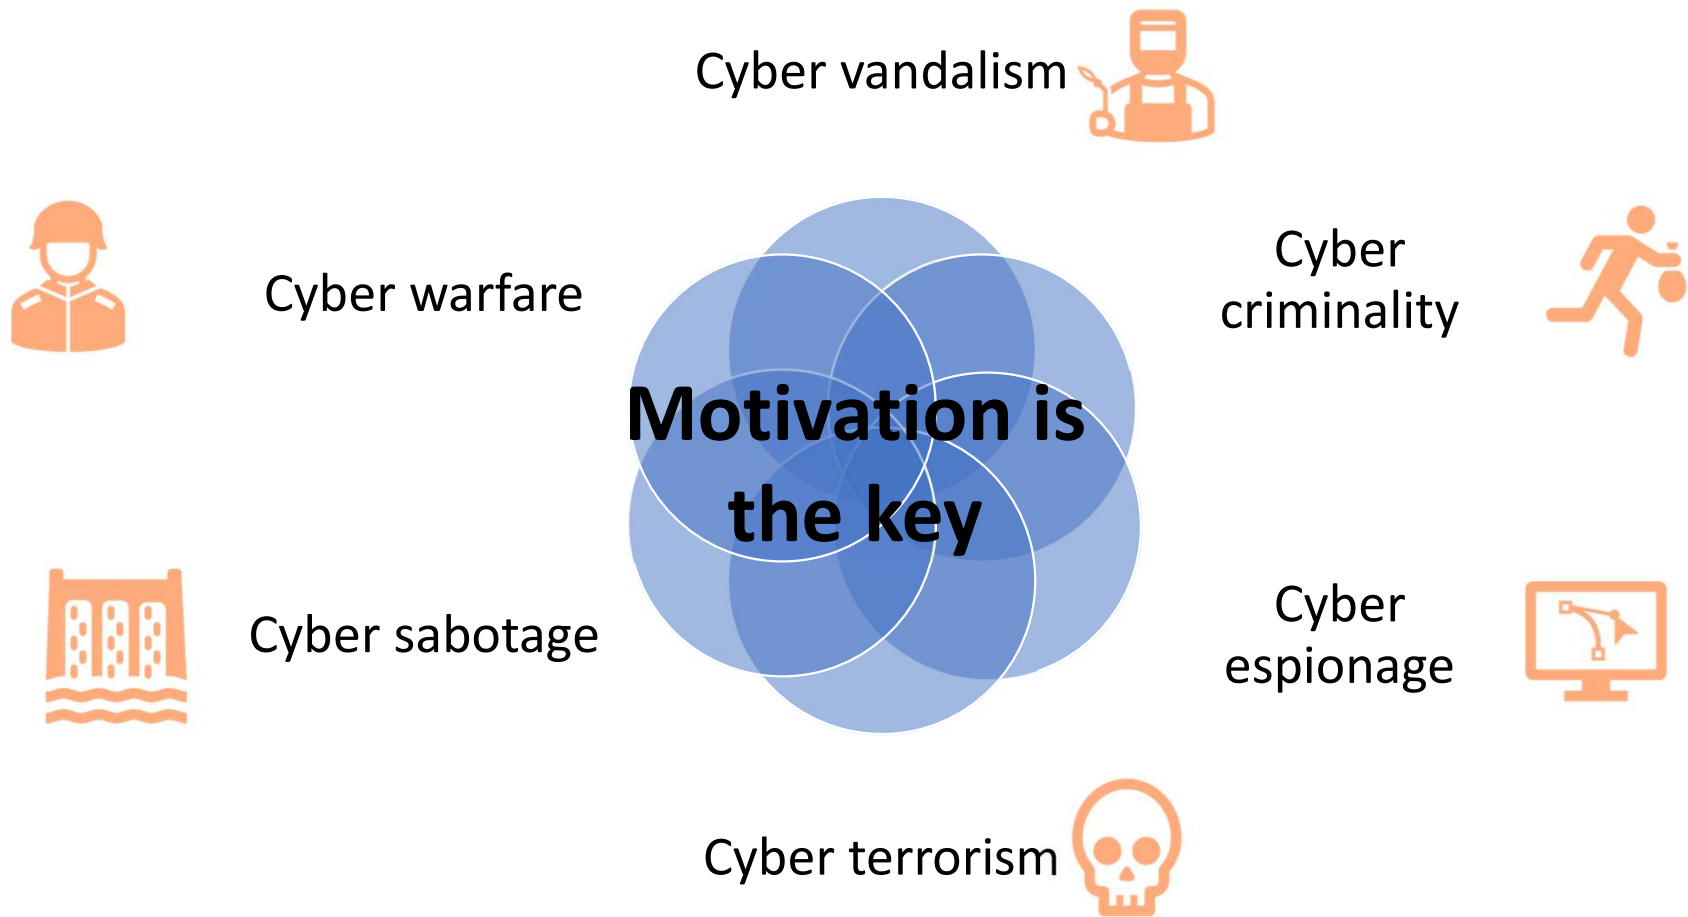 Cyber vandalism
Cyber
criminality
Cyber warfare
Motivation is
the key
Cyber
espionage
Cyber sabotage
Cyber terrorism